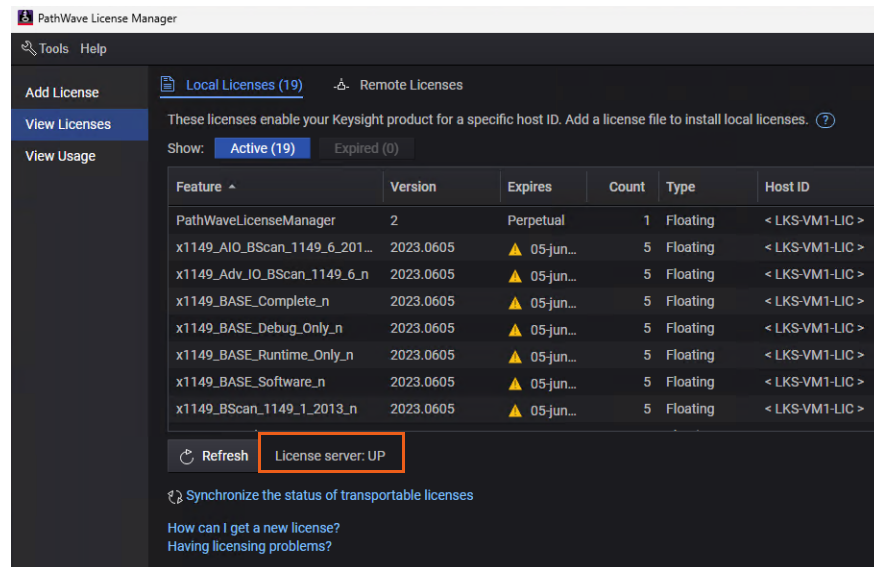 PathWave License Manager
Tools Help
Add License
View Licenses
View Usage
Local Licenses (19) Remote Licenses
These licenses enable your Keysight product for a specific host ID. Add a license file to install local licenses. ?
Show: Active (19) Expired (0)
Feature Version Expires Count Type Host ID
PathWaveLicenseManager 2 Perpetual 1 Floating < LKS-VM1-LIC >
x1149_AIO_BScan_1149_6_201... 2023.0605 05-jun... 5 Floating < LKS-VM1-LIC >
x1149_Adv_IO_BScan_1149_6_n 2023.0605 05-jun... 5 Floating < LKS-VM1-LIC >
x1149_BASE_Complete_n 2023.0605 05-jun... 5 Floating < LKS-VM1-LIC >
x1149_BASE_Debug_Only_n 2023.0605 05-jun... 5 Floating < LKS-VM1-LIC >
x1149_BASE_Runtime_Only_n 2023.0605 05-jun... 5 Floating < LKS-VM1-LIC >
x1149_BASE_Software_n 2023.0605 05-jun... 5 Floating < LKS-VM1-LIC >
x1149_BScan_1149_1_2013_n 2023.0605 05-jun... 5 Floating < LKS-VM1-LIC >
Refresh License server: UP
Synchronize the status of transportable licenses
How can I get a new license?
Having licensing problems?